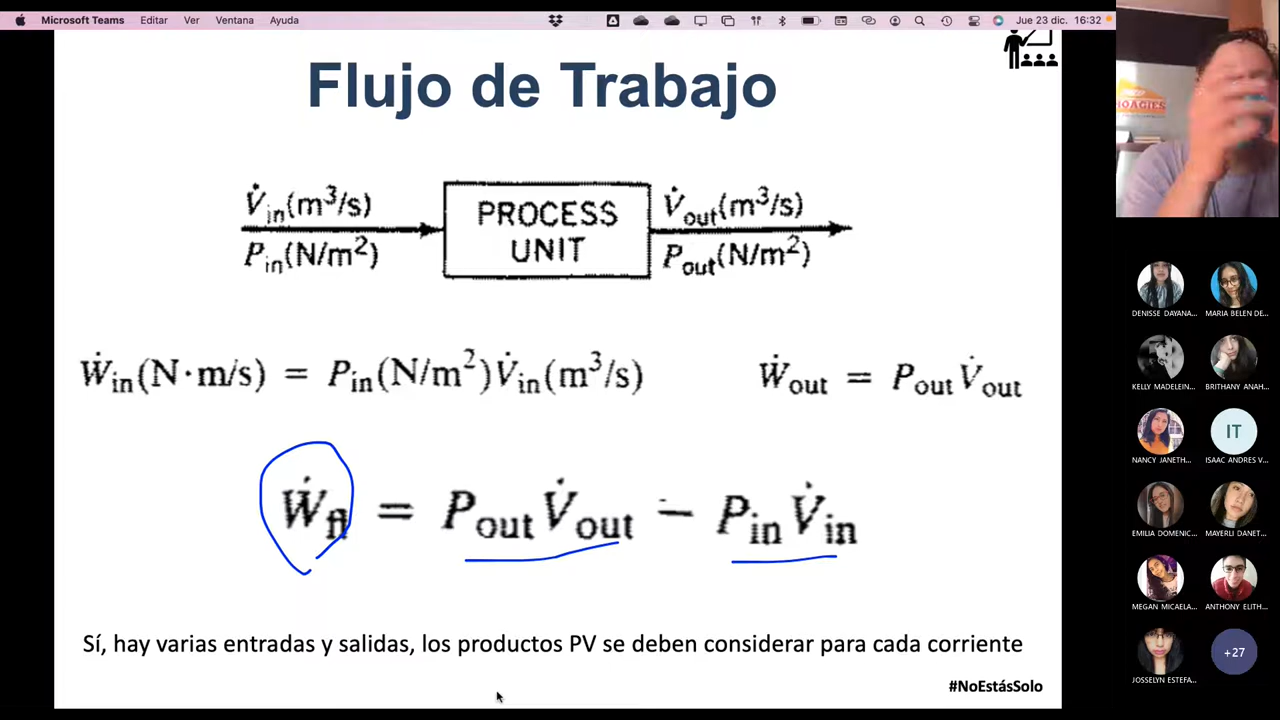 Microsoft Teams Editar Ver Ventana Ayuda Jue 23 dic. 16:32
Flujo de Trabajo
V̇in(m³/s) PROCESS UNIT V̇out(m³/s)
Pin(N/m²) Pout(N/m²)
Ẇin(N·m/s) = Pin(N/m²)V̇in(m³/s) Ẇout = PoutV̇out
Ẇfl = PoutV̇out − PinV̇in
Sí, hay varias entradas y salidas, los productos PV se deben considerar para cada corriente
#NoEstásSolo
HOAGIES
DENISSE DAYANA... MARIA BELEN DE...
KELLY MADELEIN... BRITHANY ANAH...
IT
NANCY JANETH... ISAAC ANDRES V...
EMILIA DOMENIC... MAYERLI DANET...
MEGAN MICAELA... ANTHONY ELITH...
JOSSELYN ESTEFA... +27